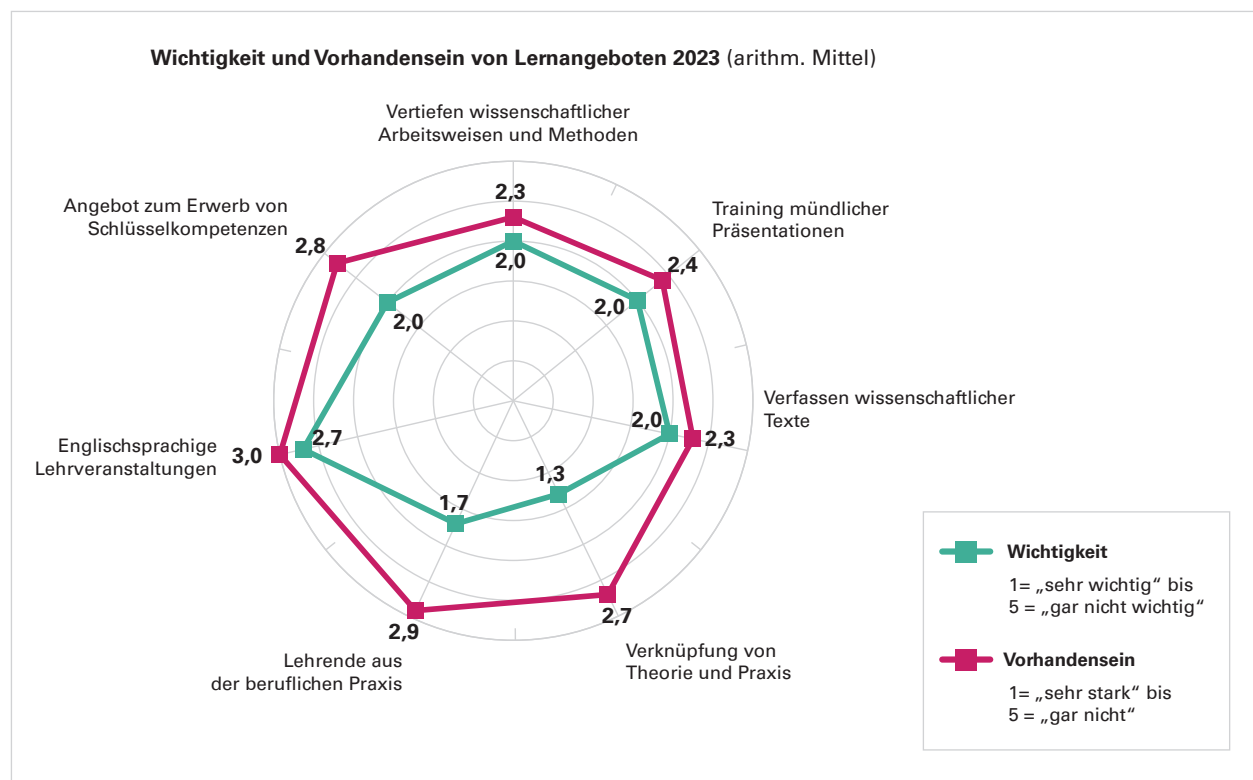 Wichtigkeit und Vorhandensein von Lernangeboten 2023 (arithm. Mittel)
Vertiefen wissenschaftlicher
Arbeitsweisen und Methoden
2,3
2,0
Training mündlicher
Präsentationen
2,4
2,0
Verfassen wissenschaftlicher
Texte
2,0
2,3
Verknüpfung von
Theorie und Praxis
1,3
2,7
Lehrende aus
der beruflichen Praxis
1,7
2,9
Englischsprachige
Lehrveranstaltungen
2,7
3,0
Angebot zum Erwerb von
Schlüsselkompetenzen
2,8
2,0
Wichtigkeit
1= „sehr wichtig“ bis
5 = „gar nicht wichtig“
Vorhandensein
1= „sehr stark“ bis
5 = „gar nicht“